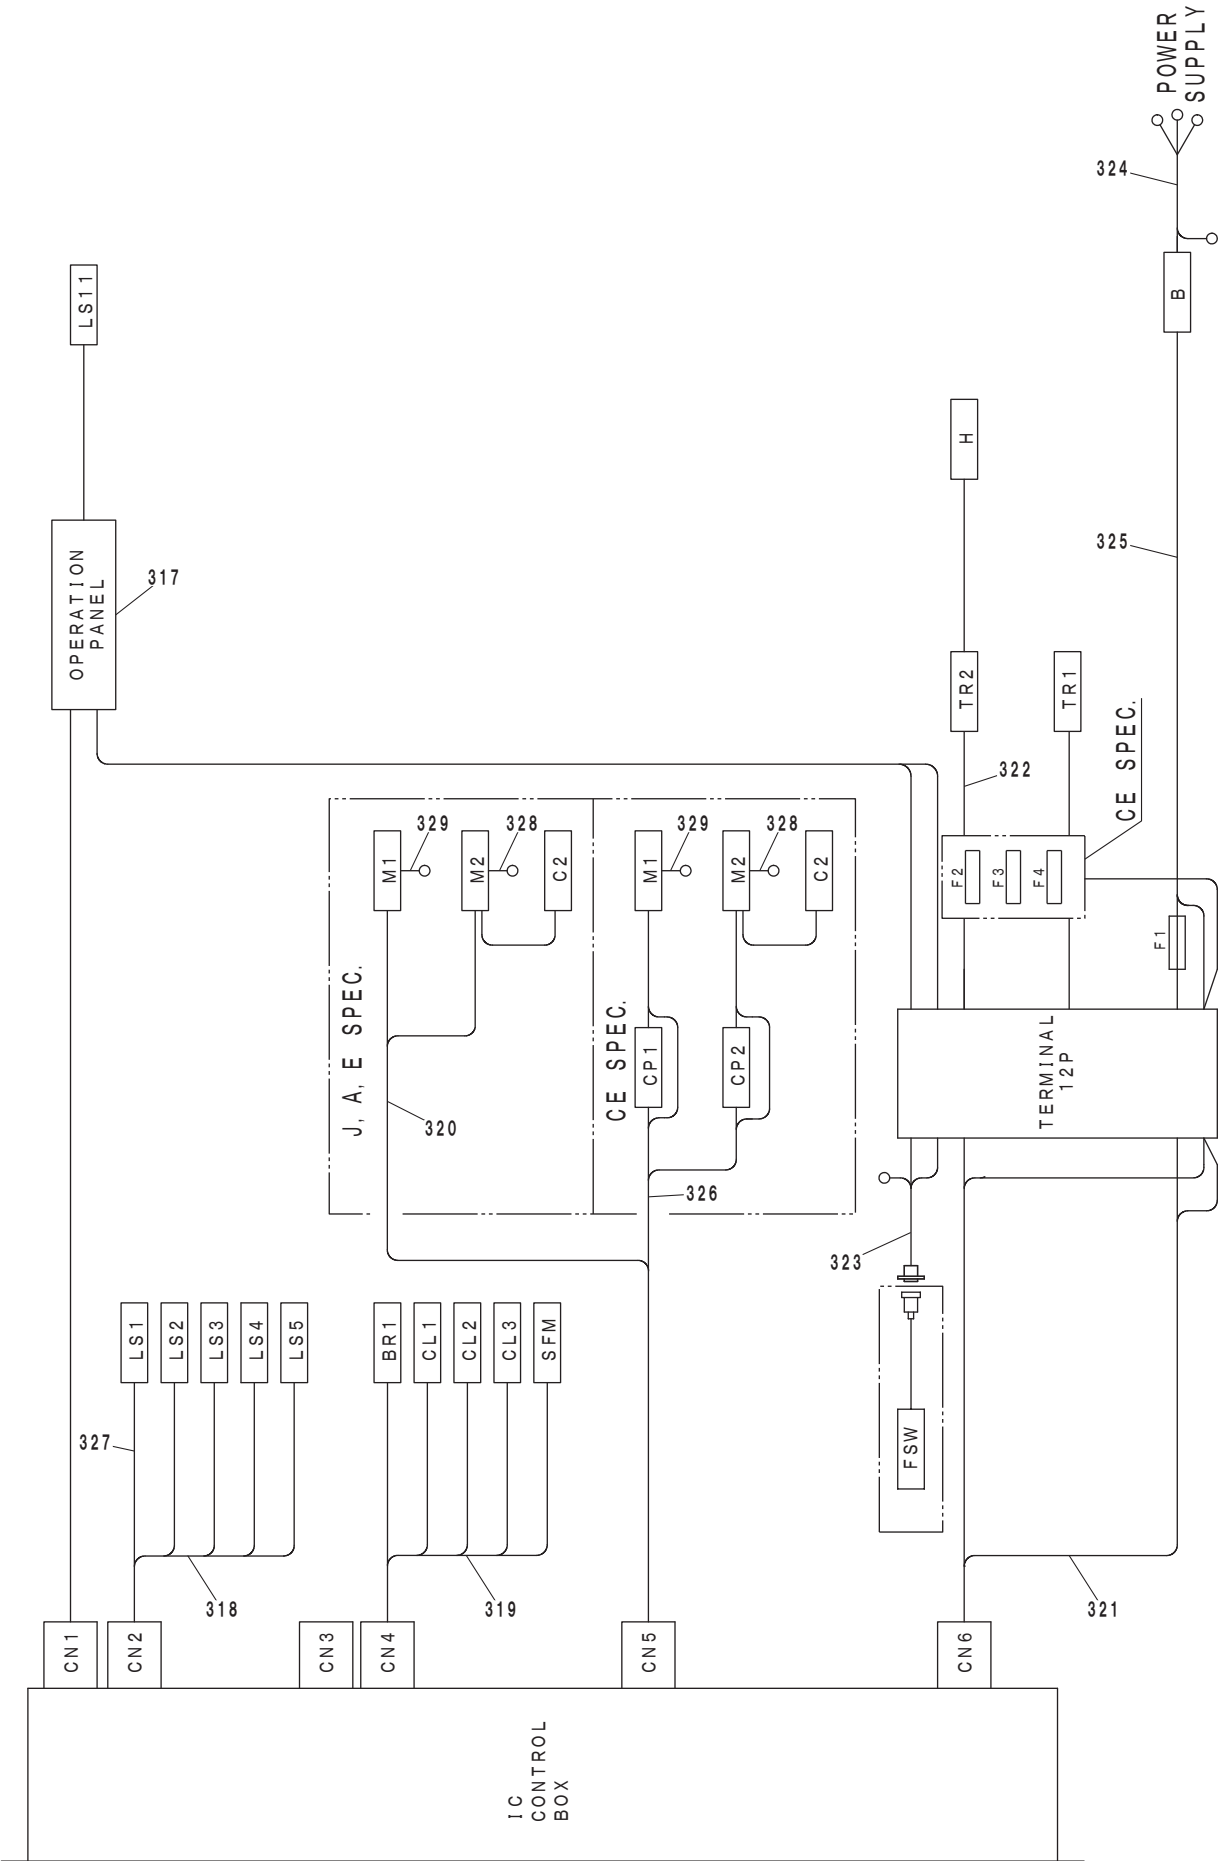 IC
CONTROL
BOX
CN1
CN2
CN3
CN4
CN5
CN6
OPERATION
PANEL
317
LS11
327
LS1
LS2
LS3
LS4
LS5
318
BR1
CL1
CL2
CL3
SFM
319
J, A, E SPEC.
320
M1
329
M2
328
C2
CE SPEC.
326
CP1
CP2
M1
329
M2
328
C2
323
FSW
321
TERMINAL
12P
F1
F2
F3
F4
CE SPEC.
322
TR2
TR1
H
325
B
324
POWER
SUPPLY